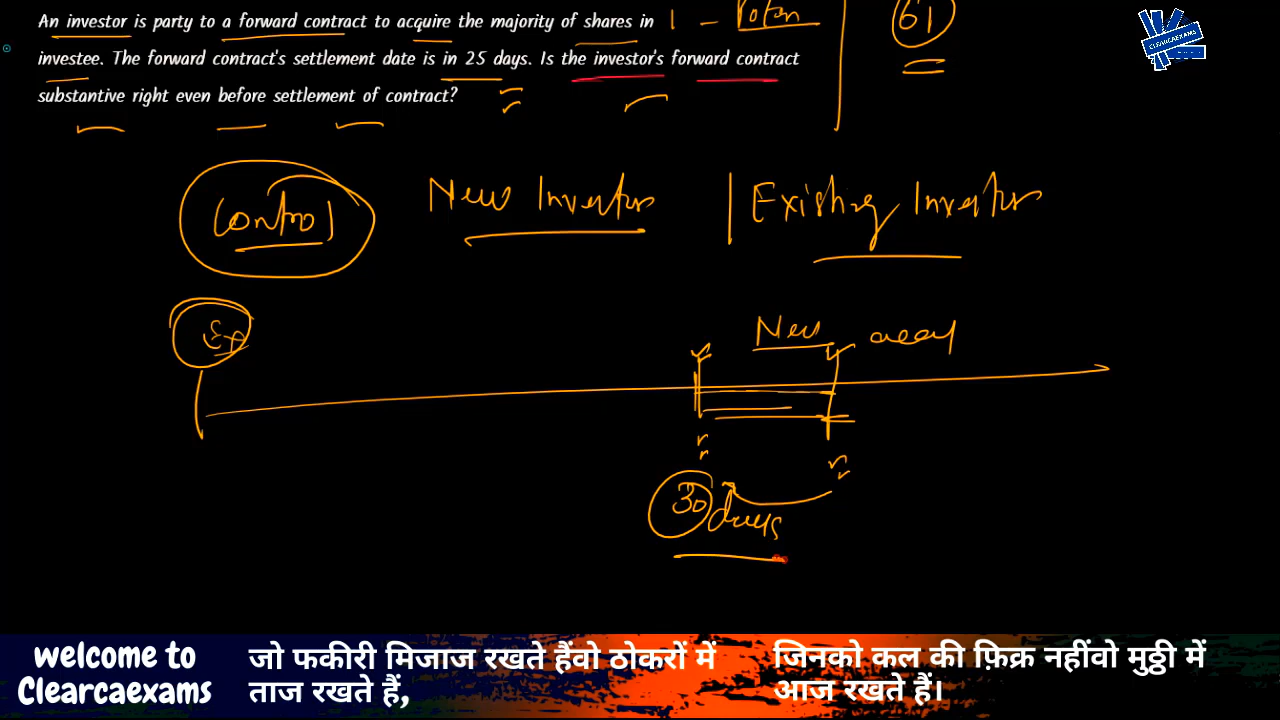 An investor is party to a forward contract to acquire the majority of shares in
investee. The forward contract's settlement date is in 25 days. Is the investor's forward contract
substantive right even before settlement of contract?
61
CLEARCAEXAMS
Control New Investor | Existing Investor
New
30 days
welcome to
Clearcaexams
जो फकीरी मिजाज रखते हैंवो ठोकरों में
ताज रखते हैं,
जिनको कल की फ़िक्र नहींवो मुठ्ठी में
आज रखते हैं।